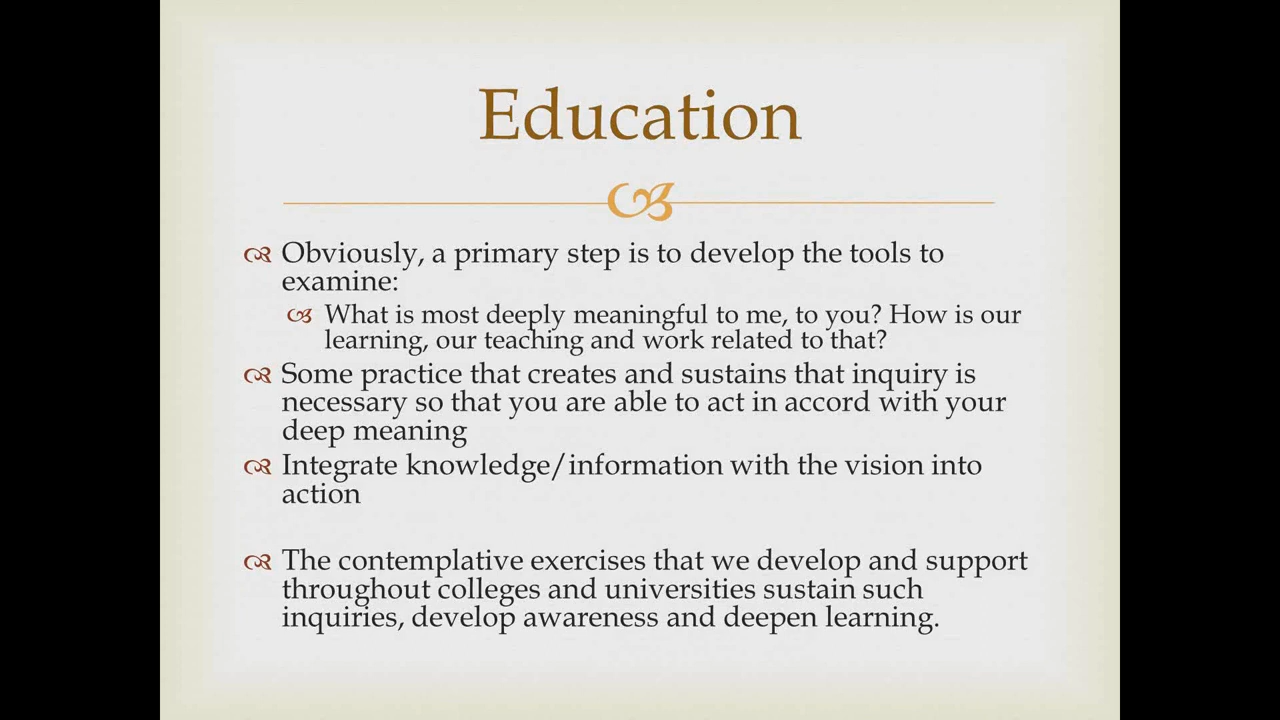 Education
Obviously, a primary step is to develop the tools to
examine:
What is most deeply meaningful to me, to you? How is our
learning, our teaching and work related to that?
Some practice that creates and sustains that inquiry is
necessary so that you are able to act in accord with your
deep meaning
Integrate knowledge/information with the vision into
action
The contemplative exercises that we develop and support
throughout colleges and universities sustain such
inquiries, develop awareness and deepen learning.